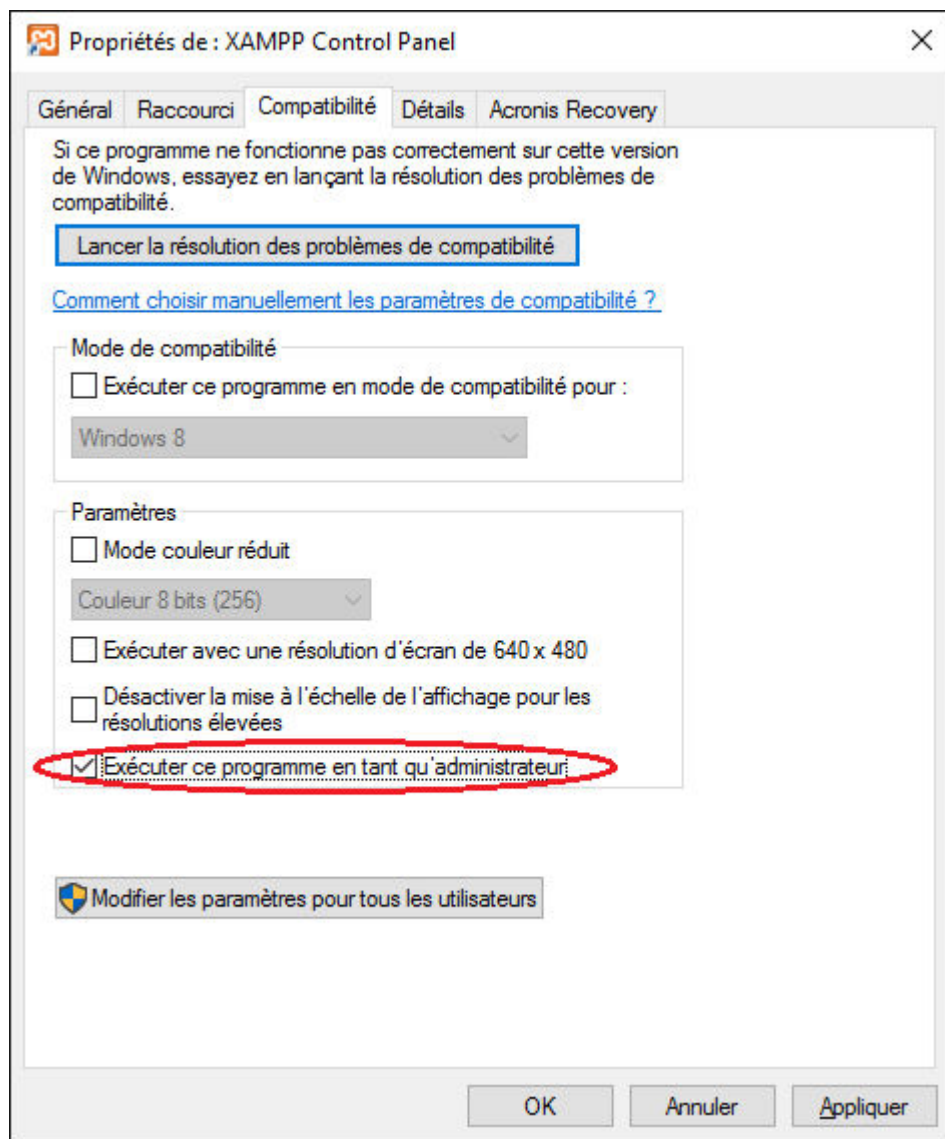 Propriétés de : XAMPP Control Panel
Général Raccourci Compatibilité Détails Acronis Recovery
Si ce programme ne fonctionne pas correctement sur cette version
de Windows, essayez en lançant la résolution des problèmes de
compatibilité.
Lancer la résolution des problèmes de compatibilité
Comment choisir manuellement les paramètres de compatibilité ?
Mode de compatibilité
Exécuter ce programme en mode de compatibilité pour :
Windows 8
Paramètres
Mode couleur réduit
Couleur 8 bits (256)
Exécuter avec une résolution d'écran de 640 x 480
Désactiver la mise à l'échelle de l'affichage pour les
résolutions élevées
Exécuter ce programme en tant qu'administrateur
Modifier les paramètres pour tous les utilisateurs
OK Annuler Appliquer